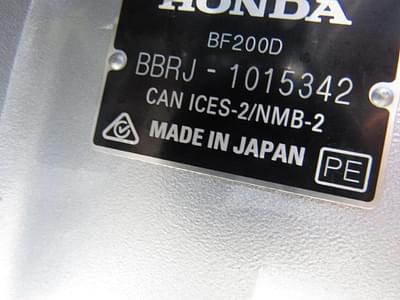 HONDA
BF200D
BBRJ - 1015342
CAN ICES-2/NMB-2
MADE IN JAPAN
PE